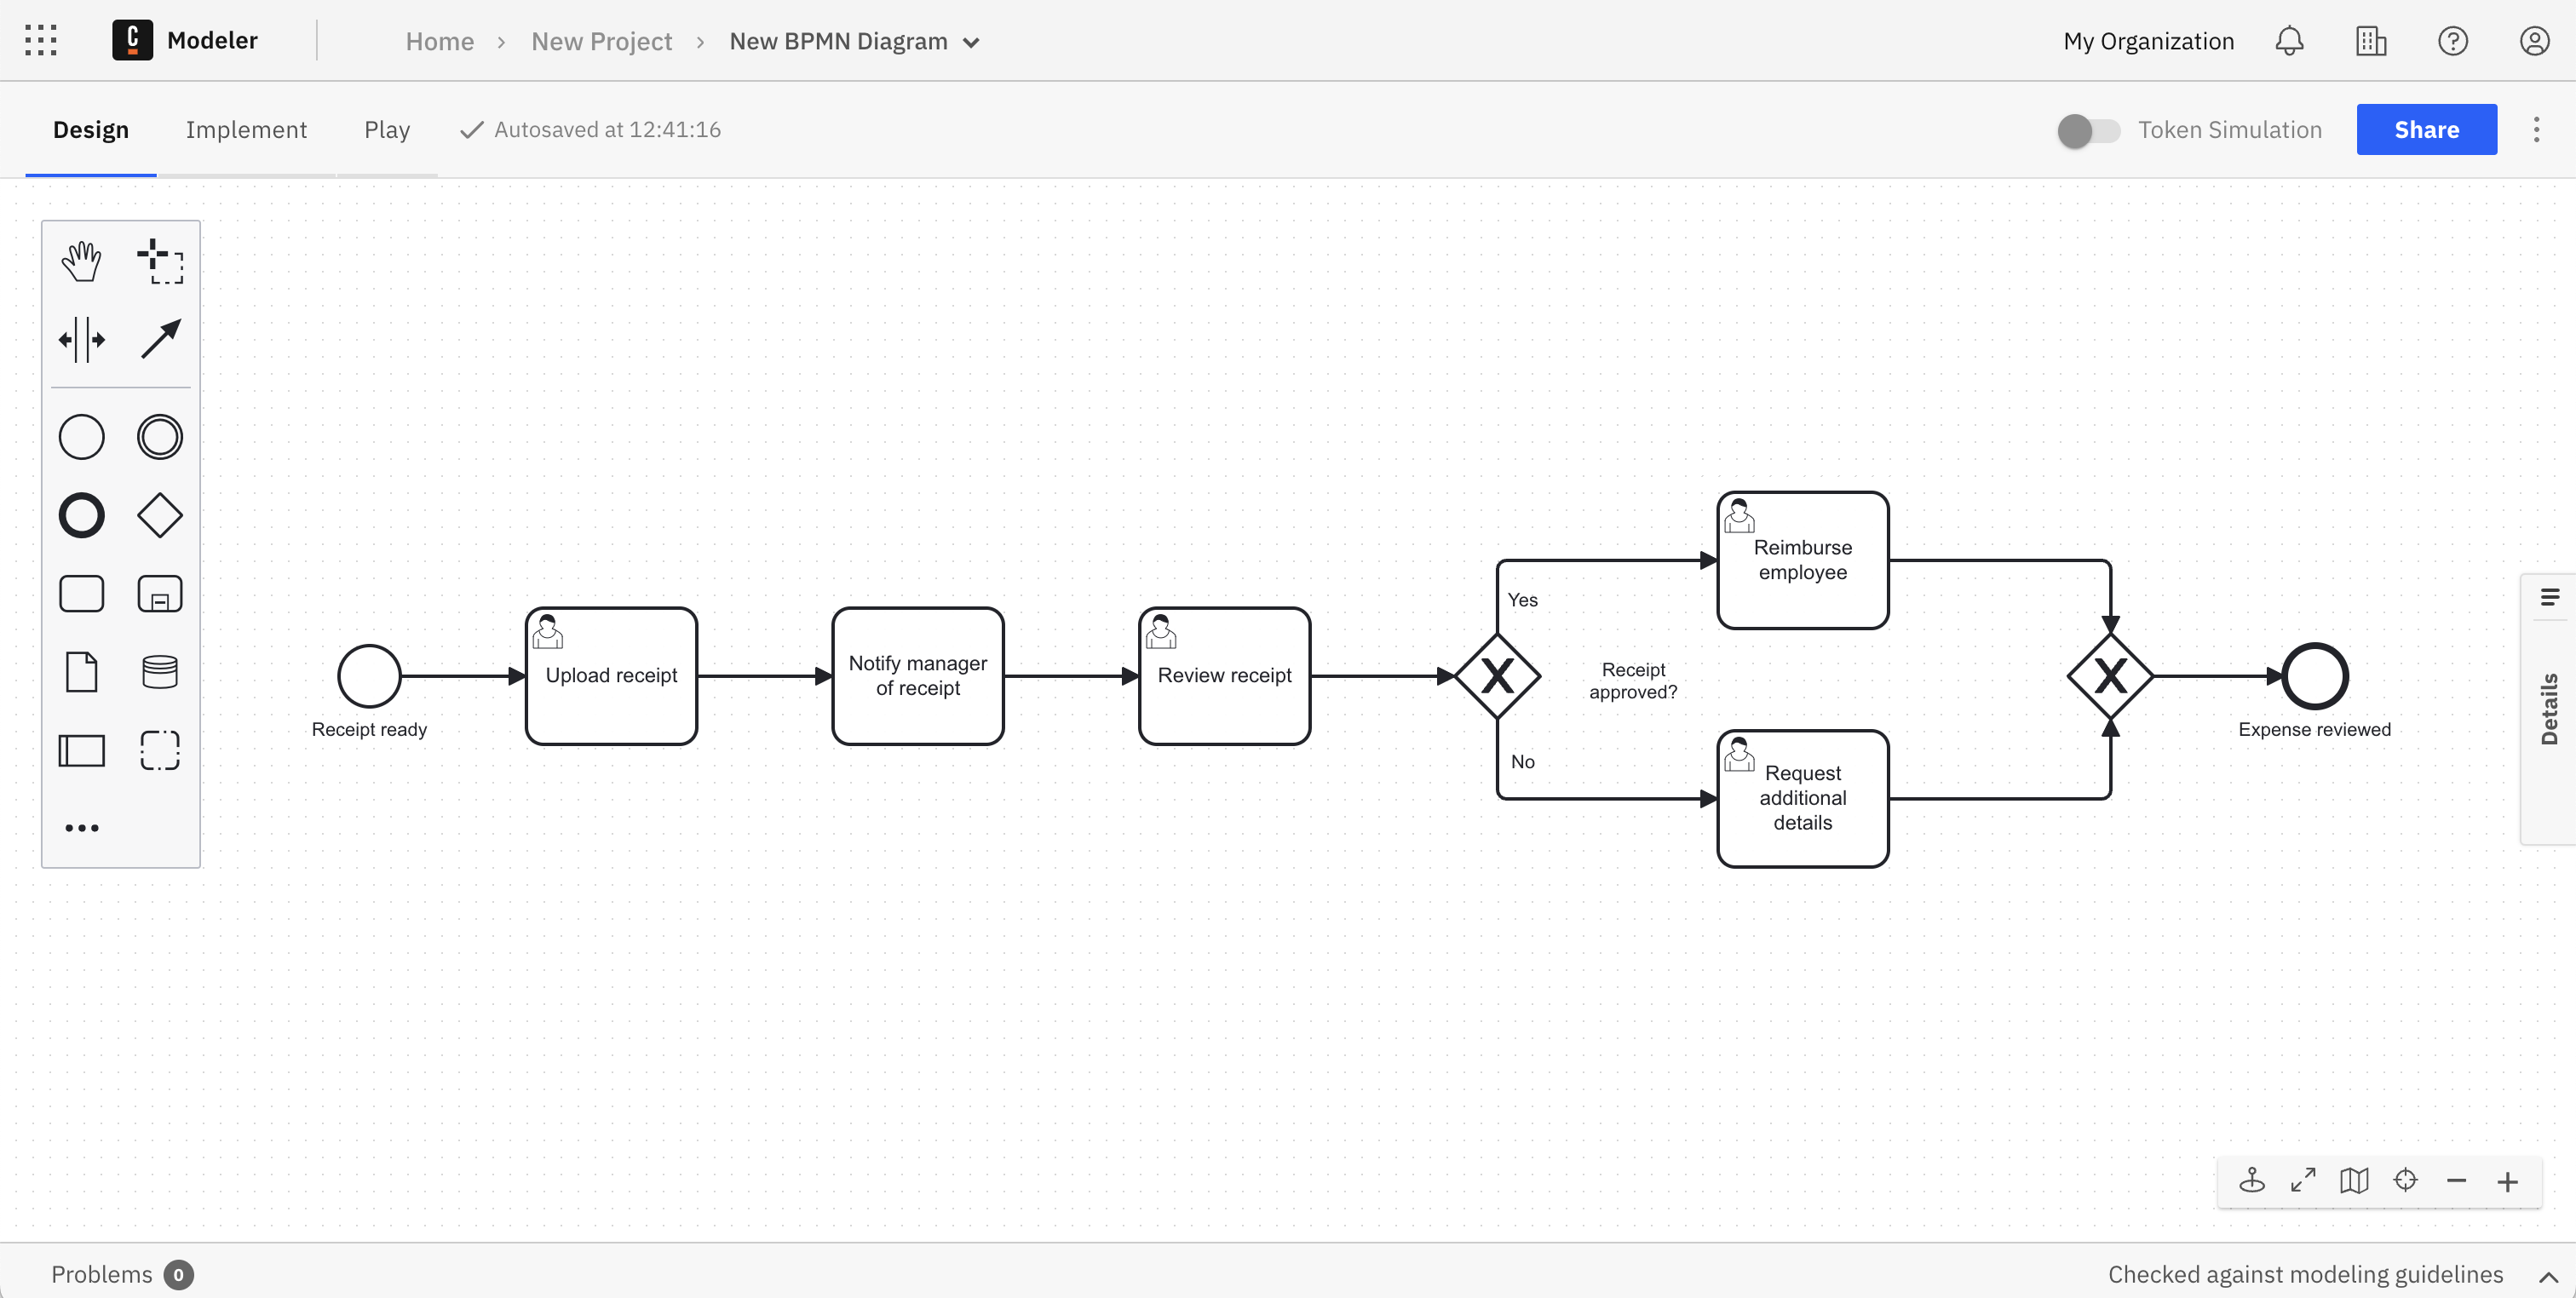 Modeler
Home > New Project > New BPMN Diagram
My Organization
Design
Implement
Play
Autosaved at 12:41:16
Token Simulation
Share
Receipt ready
Upload receipt
Notify manager
of receipt
Review receipt
Yes
No
Receipt
approved?
Reimburse
employee
Request
additional
details
Expense reviewed
Details
Problems 0
Checked against modeling guidelines